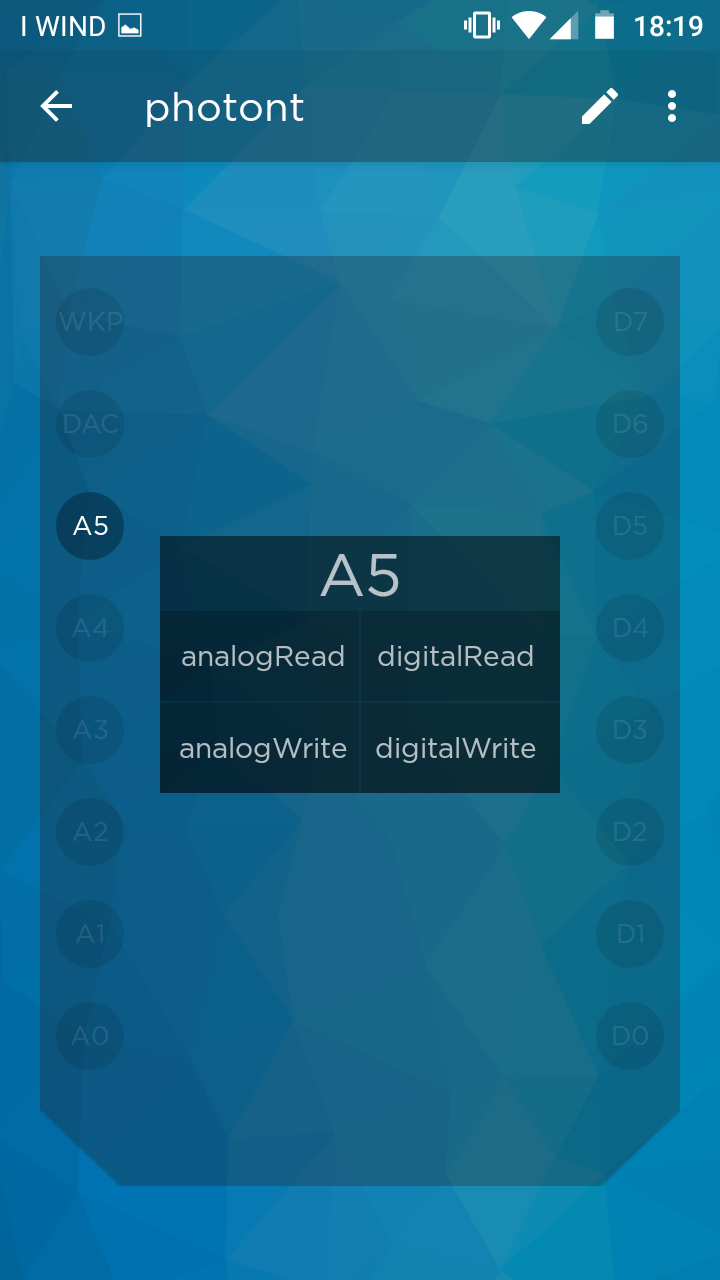 I WIND 18:19
photont
WKP D7
DAC D6
A5 D5
A5
A4 D4
analogRead digitalRead
A3 D3
analogWrite digitalWrite
A2 D2
A1 D1
A0 D0